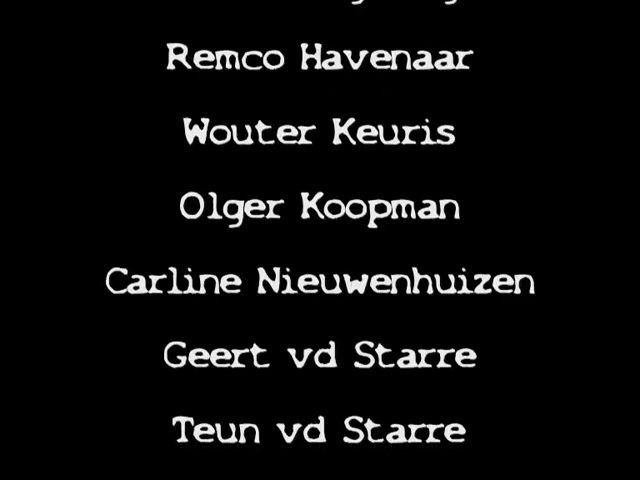 Remco Havenaar
Wouter Keuris
Olger Koopman
Carline Nieuwenhuizen
Geert vd Starre
Teun vd Starre